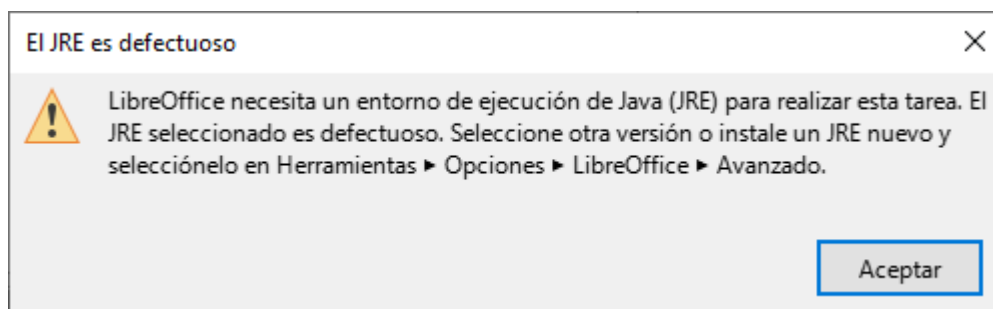 El JRE es defectuoso
LibreOffice necesita un entorno de ejecución de Java (JRE) para realizar esta tarea. El
JRE seleccionado es defectuoso. Seleccione otra versión o instale un JRE nuevo y
selecciónelo en Herramientas ▸ Opciones ▸ LibreOffice ▸ Avanzado.
Aceptar